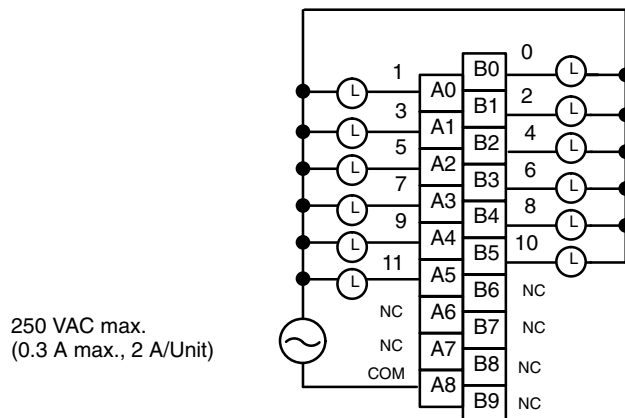 0
B0
L
1
L
A0
2
B1
L
3
L
A1
4
B2
L
5
L
A2
6
B3
L
7
L
A3
8
B4
L
9
L
A4
10
B5
L
11
L
A5
B6
NC
NC
A6
B7
NC
250 VAC max.
(0.3 A max., 2 A/Unit)
NC
A7
B8
NC
COM
A8
B9
NC